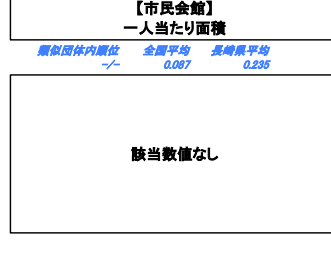 【市民会館】
一人当たり面積
類似団体内順位 全国平均 長崎県平均
-/- 0.087 0.235
該当数値なし